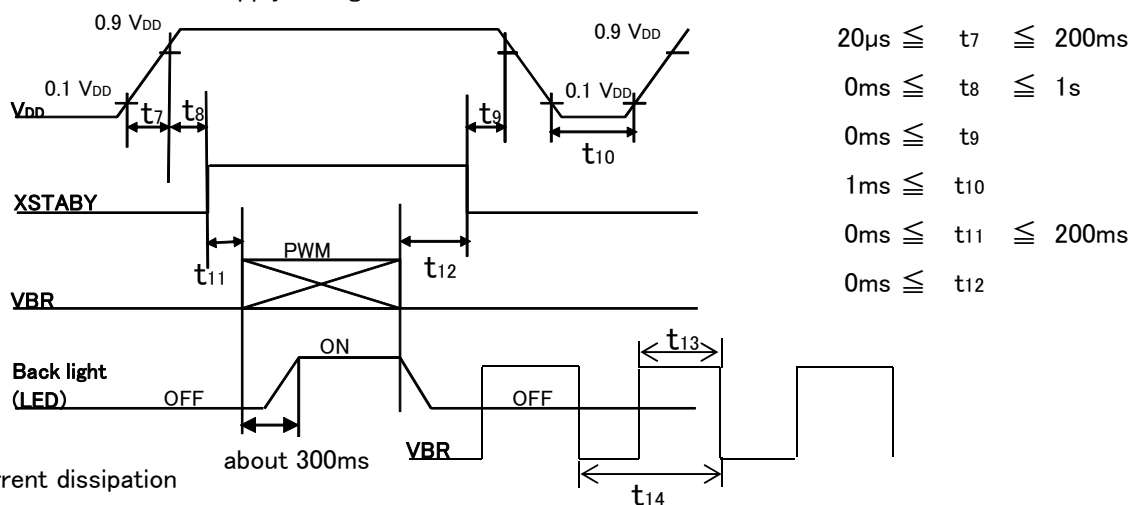 0.9 VDD
0.9 VDD
0.1 VDD
0.1 VDD
VDD
t7
t8
t9
t10
XSTABY
t11
PWM
t12
VBR
Back light
(LED)
OFF
ON
OFF
about 300ms
t13
VBR
t14
rrent dissipation
20μs ≦ t7 ≦ 200ms
0ms ≦ t8 ≦ 1s
0ms ≦ t9
1ms ≦ t10
0ms ≦ t11 ≦ 200ms
0ms ≦ t12